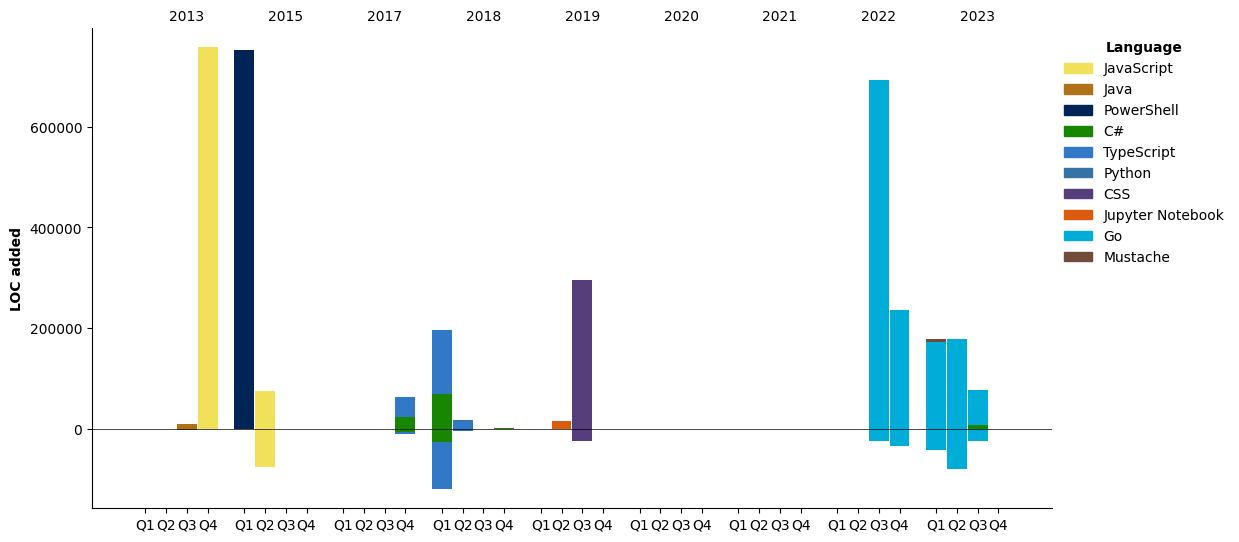 2013 2015 2017 2018 2019 2020 2021 2022 2023
Language
JavaScript
Java
PowerShell
C#
TypeScript
Python
CSS
Jupyter Notebook
Go
Mustache
LOC added
600000
400000
200000
0
Q1 Q2 Q3 Q4 Q1 Q2 Q3 Q4 Q1 Q2 Q3 Q4 Q1 Q2 Q3 Q4 Q1 Q2 Q3 Q4 Q1 Q2 Q3 Q4 Q1 Q2 Q3 Q4 Q1 Q2 Q3 Q4 Q1 Q2 Q3 Q4